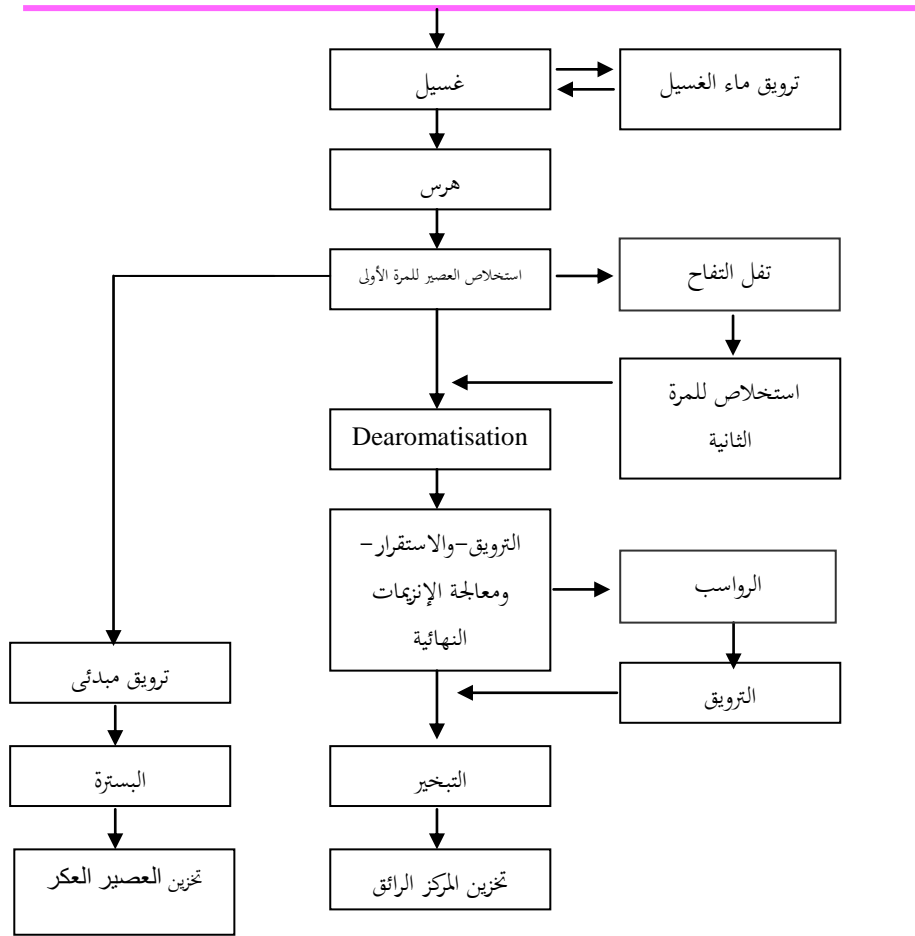 غسيل
ترويق ماء الغسيل
هرس
استخلاص العصير للمرة الأولى
تفل التفاح
استخلاص للمرة
الثانية
Dearomatisation
الترويق-والاستقرار-
ومعالجة الإنزيمات
النهائية
الرواسب
الترويق
ترويق مبدئى
البسترة
تخزين العصير العكر
التبخير
تخزين المركز الرائق